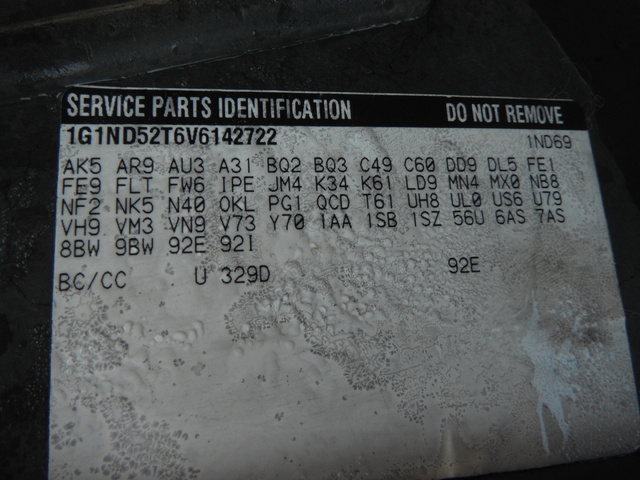 SERVICE PARTS IDENTIFICATION DO NOT REMOVE
1G1ND52T6V6142722 1ND69
AK5 AR9 AU3 A31 BQ2 BQ3 C49 C60 DD9 DL5 FE1
FE9 FLT FW6 IPE JM4 K34 K61 LD9 MN4 MX0 NB8
NF2 NK5 N40 OKL PG1 QCD T61 UH8 UL0 US6 U79
VH9 VM3 VN9 V73 Y70 1AA 1SB 1SZ 56U 6AS 7AS
8BW 9BW 92E 92I
BC/CC U 329D 92E